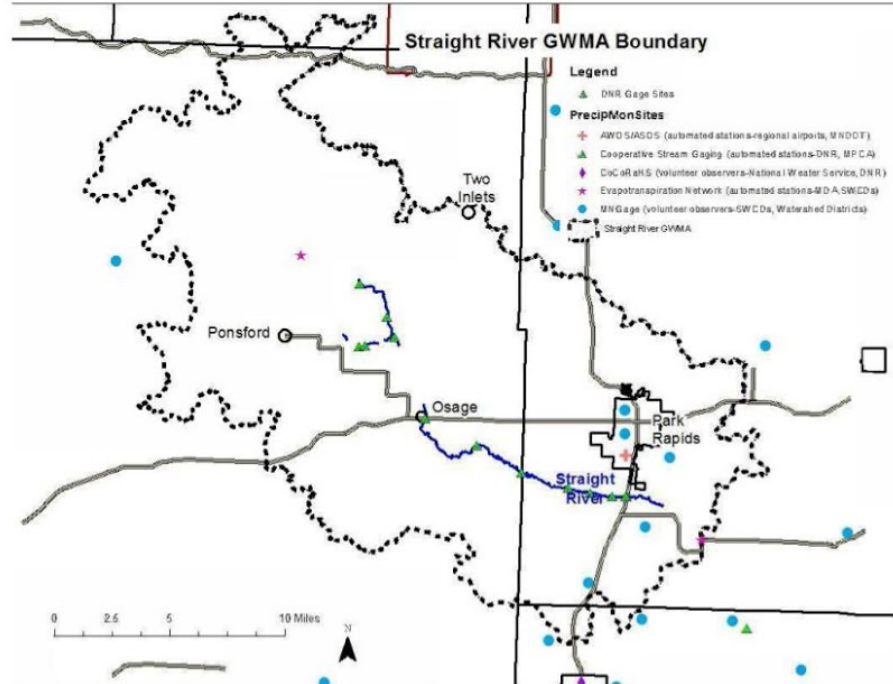 Straight River GWMA Boundary
Legend
DNR Gage Sites
PrecipMonSites
AWOS/ASOS (automated stations-regional airports, MNDOT)
Cooperative Stream Gaging (automated stations-DNR, MPCA)
CoCoRaHS (volunteer observers-National Weater Service, DNR)
Evapotranspiration Network (automated stations-MDA, SWCDs)
MNGage (volunteer observers-SWCDs, Watershed Districts)
Straight River GWMA
Two
Inlets
Ponsford
Osage
Park
Rapids
Straight
River
0 2.5 5 10 Miles
N